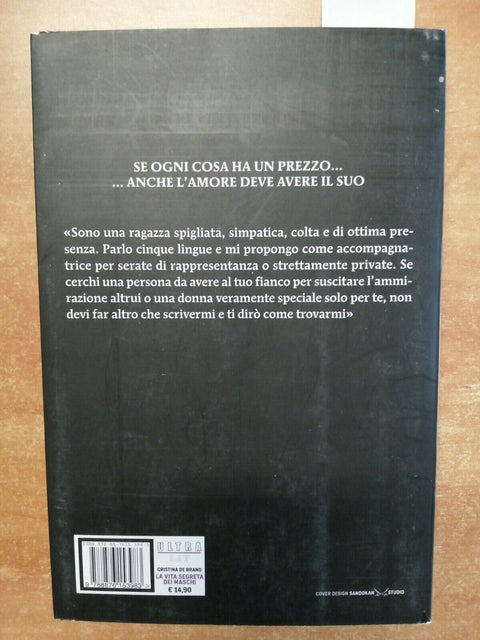 SE OGNI COSA HA UN PREZZO...
... ANCHE L'AMORE DEVE AVERE IL SUO
«Sono una ragazza spigliata, simpatica, colta e di ottima pre-
senza. Parlo cinque lingue e mi propongo come accompagna-
trice per serate di rappresentanza o strettamente private. Se
cerchi una persona da avere al tuo fianco per suscitare l'ammi-
razione altrui o una donna veramente speciale solo per te, non
devi far altro che scrivermi e ti dirò come trovarmi»
ULTRA
CRISTINA DE BRAND
LA VITA SEGRETA
DEI MASCHI
€ 14,90
COVER DESIGN SANDOKAN STUDIO